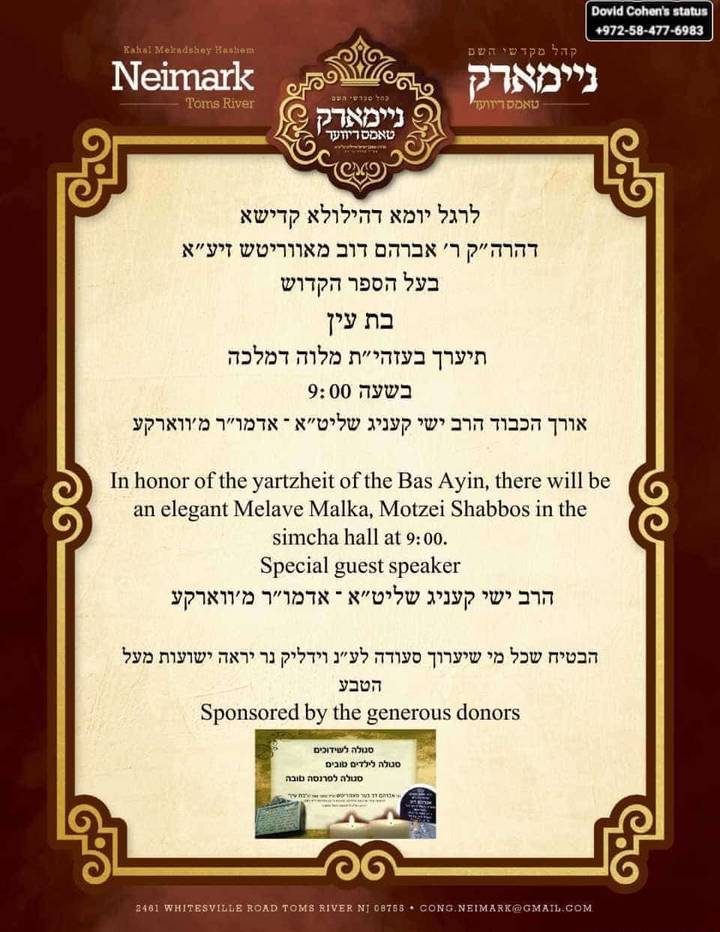 Dovid Cohen's status
+972-58-477-6983
Kahal Mekadshey Hashem
Neimark
Toms River
קהל מקדשי השם
ניימארק
טאמס ריווער
קהל מקדשי השם
ניימארק
טאמס ריווער
לרגל יומא דהילולא קדישא
דהרה״ק ר׳ אברהם דוב מאווריטש זיע״א
בעל הספר הקדוש
בת עין
תיערך בעזהי״ת מלוה דמלכה
בשעה 9:00
אורך הכבוד הרב ישי קעניג שליט״א - אדמו״ר מ׳ווארקע
In honor of the yartzheit of the Bas Ayin, there will be
an elegant Melave Malka, Motzei Shabbos in the
simcha hall at 9:00.
Special guest speaker
הרב ישי קעניג שליט״א - אדמו״ר מ׳ווארקע
הבטיח שכל מי שיערוך סעודה לע״נ וידליק נר יראה ישועות מעל
הטבע
Sponsored by the generous donors
סגולה לשידוכים
סגולה לילדים טובים
סגולה לפרנסה טובה
2461 WHITESVILLE ROAD TOMS RIVER NJ 08755 • CONG.NEIMARK@GMAIL.COM